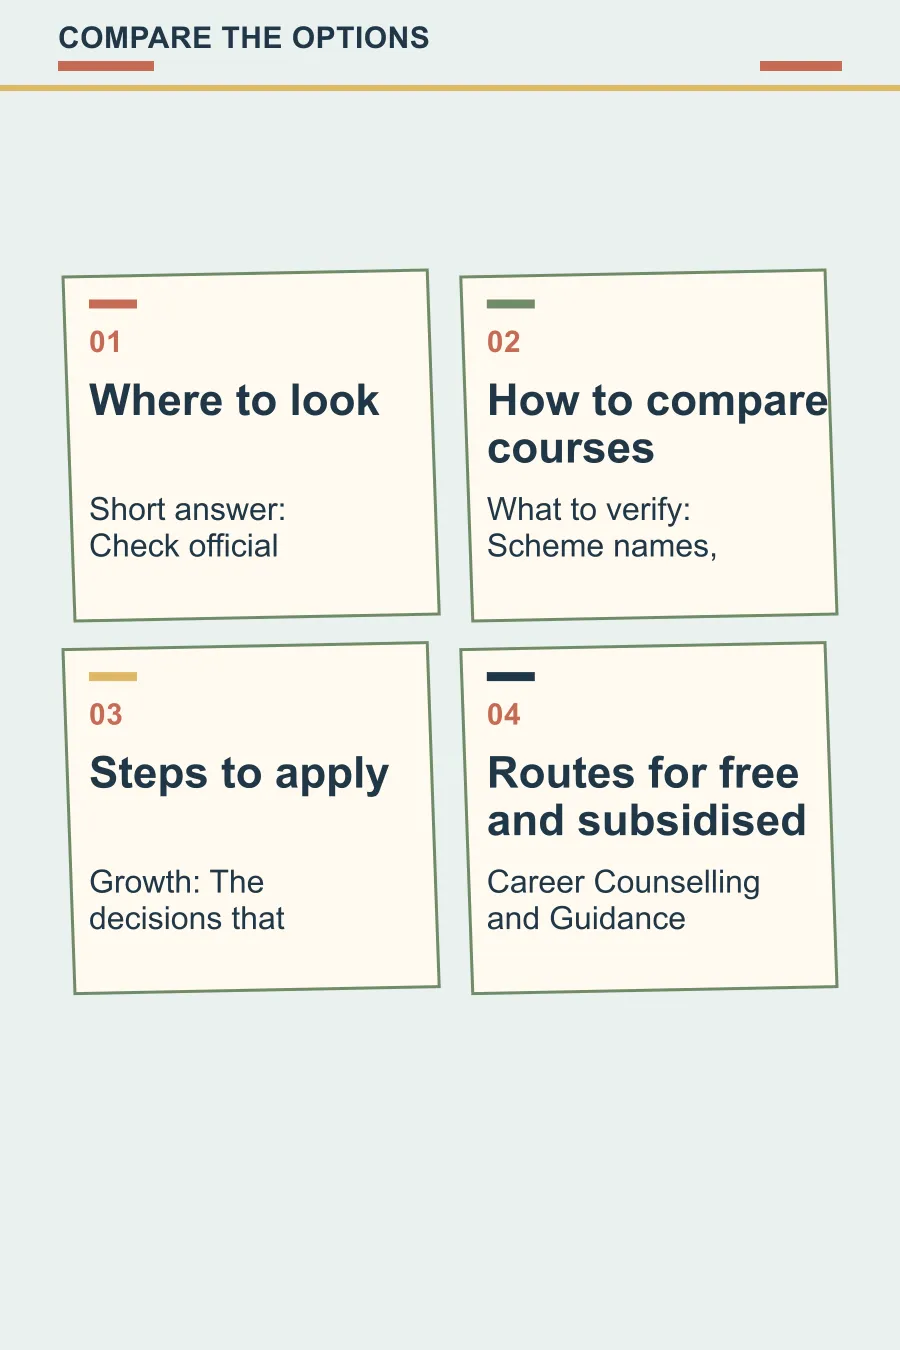 COMPARE THE OPTIONS
01
Where to look
Short answer:
Check official
02
How to compare
courses
What to verify:
Scheme names,
03
Steps to apply
Growth: The
decisions that
04
Routes for free
and subsidised
Career Counselling
and Guidance